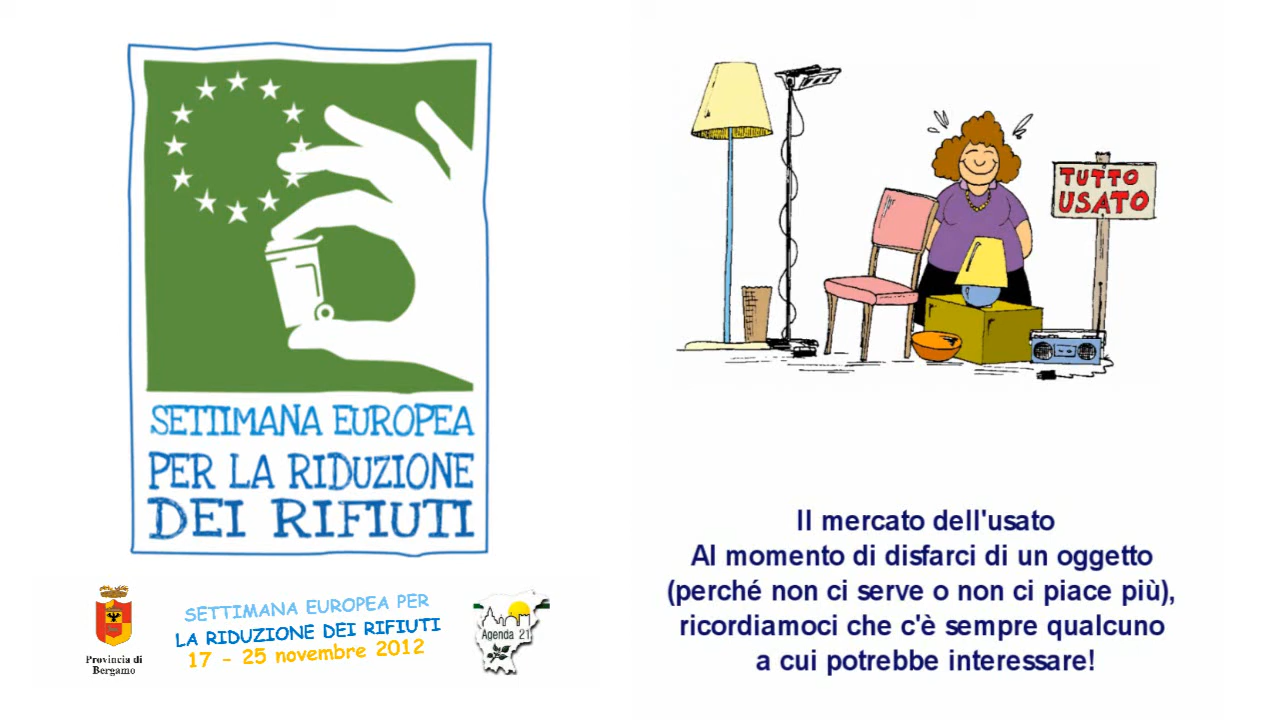 SETTIMANA EUROPEA
PER LA RIDUZIONE
DEI RIFIUTI
Provincia di
Bergamo
SETTIMANA EUROPEA PER
LA RIDUZIONE DEI RIFIUTI
17 - 25 novembre 2012
Agenda 21
TUTTO
USATO
Il mercato dell'usato
Al momento di disfarci di un oggetto
(perché non ci serve o non ci piace più),
ricordiamoci che c'è sempre qualcuno
a cui potrebbe interessare!